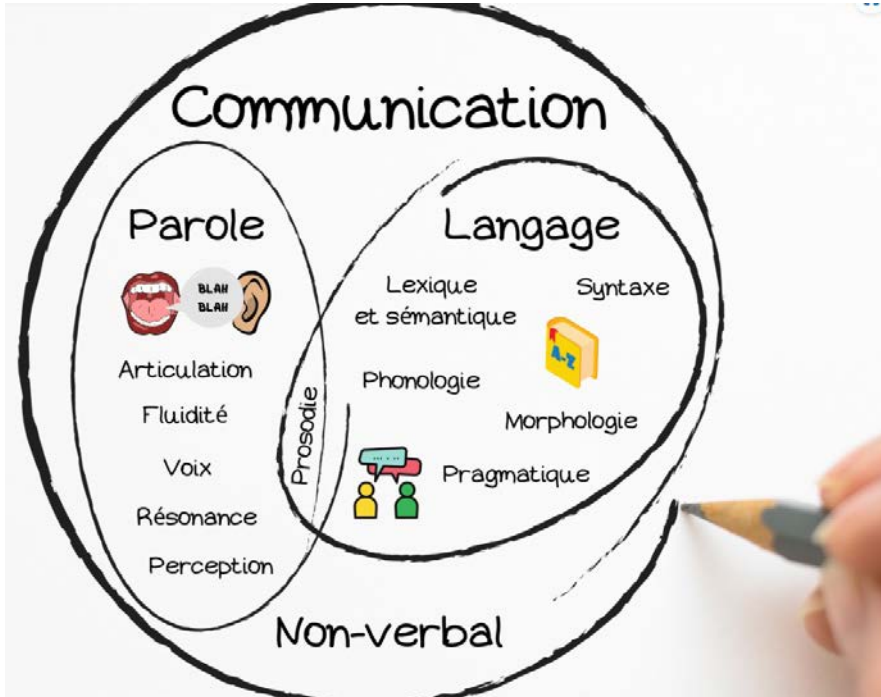 Communication
Parole
BLAH
BLAH
Articulation
Fluidité
Voix
Résonance
Perception
Prosodie
Langage
Lexique
et sémantique
Syntaxe
A-Z
Phonologie
Morphologie
Pragmatique
Non-verbal